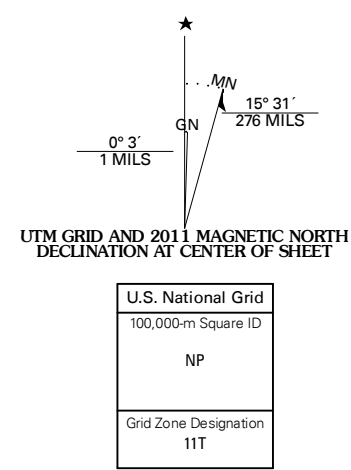 ★
MN
GN
0° 3´
1 MILS
15° 31´
276 MILS
UTM GRID AND 2011 MAGNETIC NORTH
DECLINATION AT CENTER OF SHEET
U.S. National Grid
100,000-m Square ID
NP
Grid Zone Designation
11T